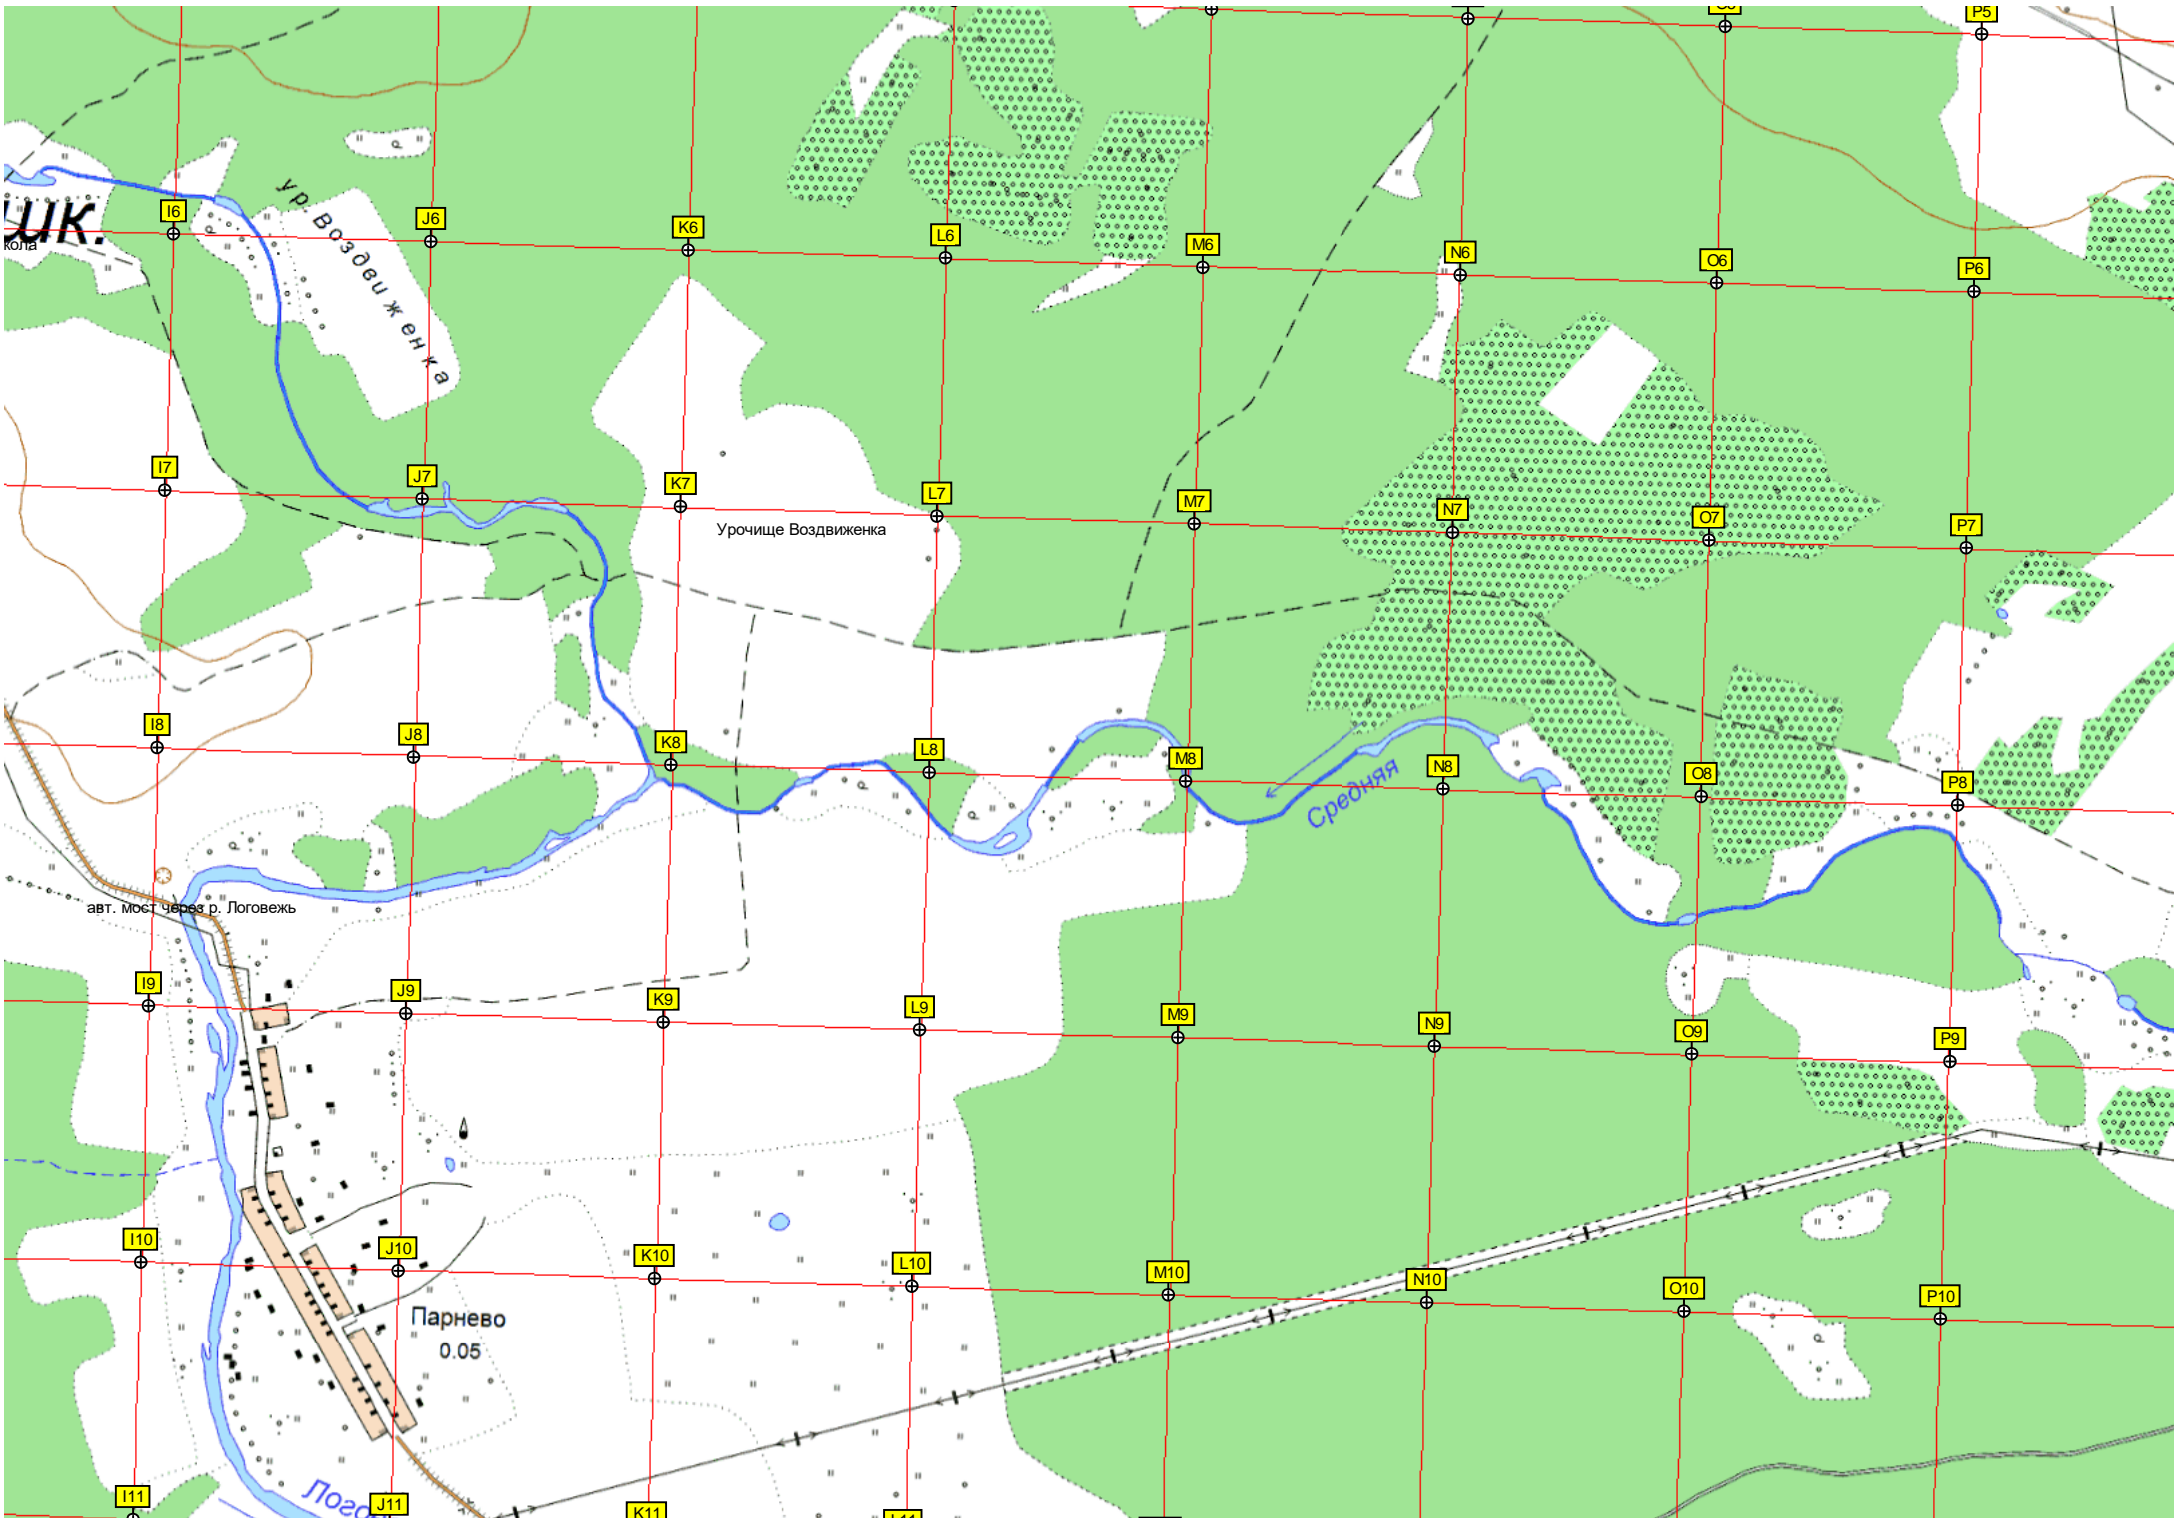 P5
шк.
кола
ур. Воздвиженка
I6
J6
K6
L6
M6
N6
O6
P6
I7
J7
K7
L7
M7
N7
O7
P7
Урочище Воздвиженка
I8
J8
K8
L8
M8
N8
O8
P8
Средняя
авт. мост через р. Логовежь
I9
J9
K9
L9
M9
N9
O9
P9
I10
J10
K10
L10
M10
N10
O10
P10
Парнево
0.05
Лого
I11
J11
K11